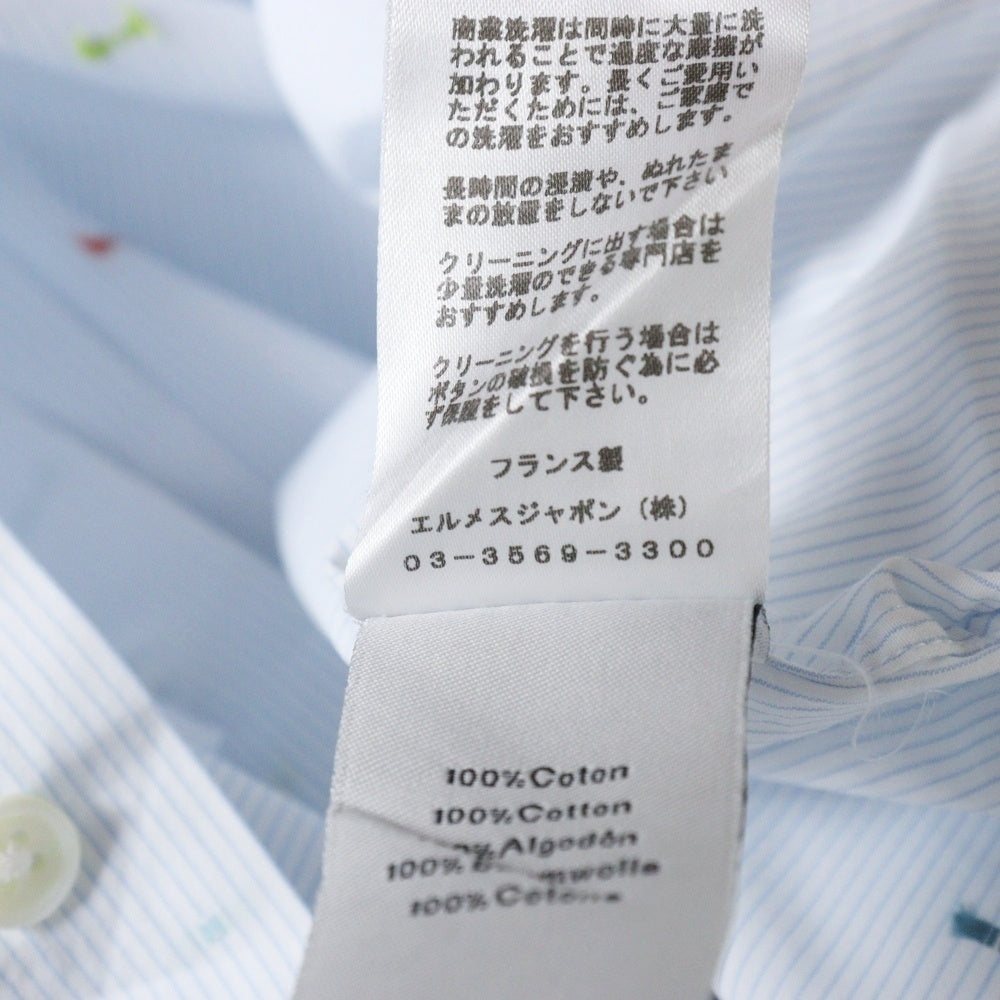 商業洗濯は同時に大量に洗
われることで過度な摩擦が
加わります。長くご愛用い
ただくためには、ご家庭で
の洗濯をおすすめします。
長時間の浸漬や、ぬれたま
まの放置をしないで下さい
クリーニングに出す場合は
少量洗濯のできる専門店を
おすすめします。
クリーニングを行う場合は
ボタンの破損を防ぐ為に必
ず保護をして下さい。
フランス製
エルメスジャポン（株）
03-3569-3300
100%Coton
100%Cotton
%Algodón
100%
100%